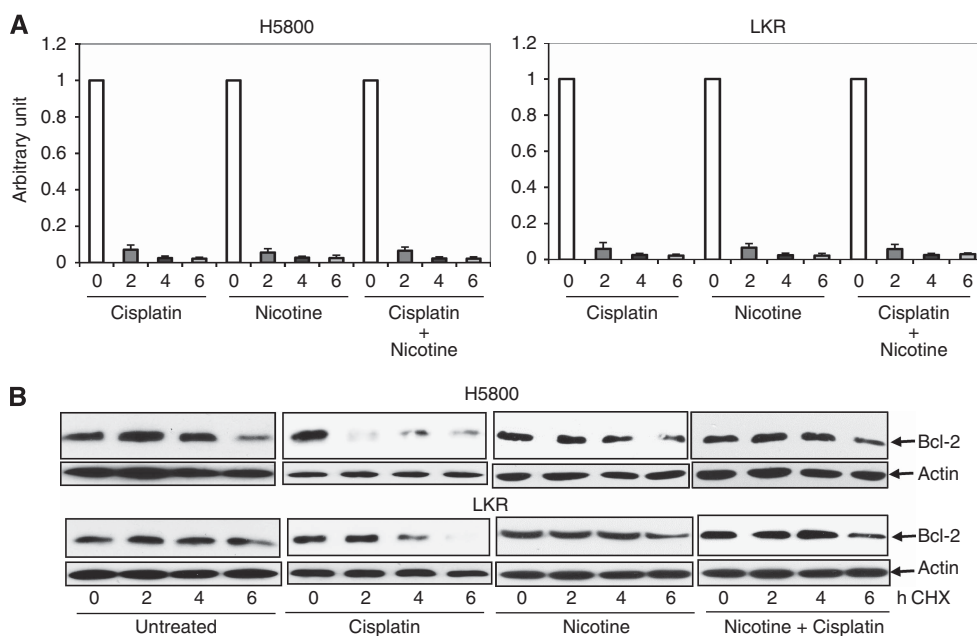 A
H5800
LKR
Arbitrary unit
1.2
1
0.8
0.6
0.4
0.2
0
0 2 4 6 0 2 4 6 0 2 4 6
Cisplatin Nicotine Cisplatin
+
Nicotine
1.2
1
0.8
0.6
0.4
0.2
0
0 2 4 6 0 2 4 6 0 2 4 6
Cisplatin Nicotine Cisplatin
+
Nicotine
B
H5800
Bcl-2
Actin
LKR
Bcl-2
Actin
0 2 4 6 0 2 4 6 0 2 4 6 0 2 4 6 h CHX
Untreated Cisplatin Nicotine Nicotine + Cisplatin